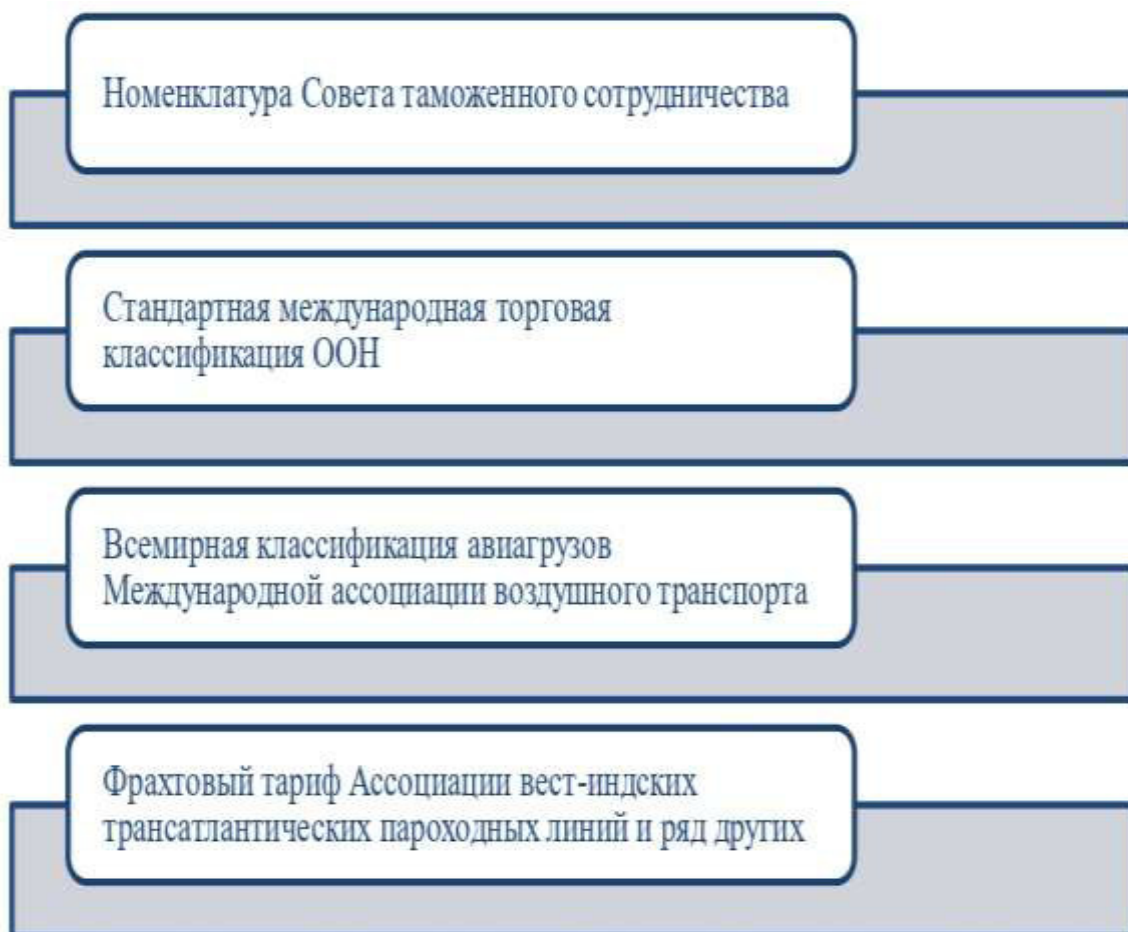 Номенклатура Совета таможенного сотрудничества
Стандартная международная торговая
классификация ООН
Всемирная классификация авиагрузов
Международной ассоциации воздушного транспорта
Фрахтовый тариф Ассоциации вест-индских
трансатлантических пароходных линий и ряд других